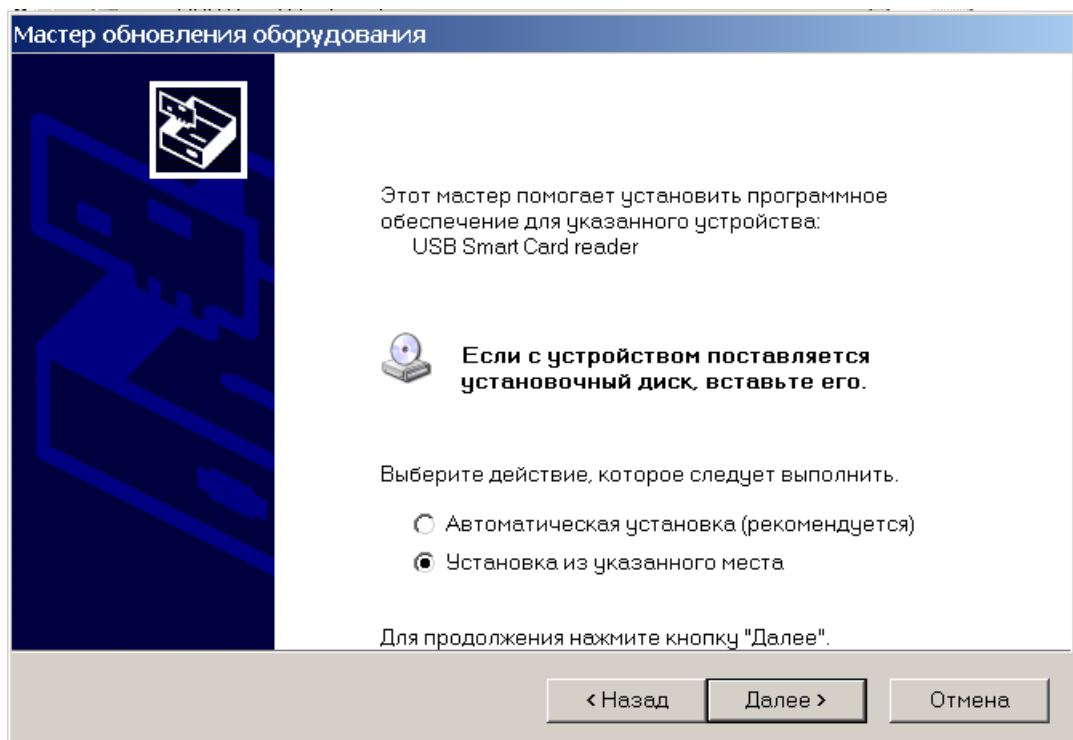 Мастер обновления оборудования
Этот мастер помогает установить программное
обеспечение для указанного устройства:
USB Smart Card reader
Если с устройством поставляется
установочный диск, вставьте его.
Выберите действие, которое следует выполнить.
Автоматическая установка (рекомендуется)
Установка из указанного места
Для продолжения нажмите кнопку "Далее".
< Назад
Далее >
Отмена